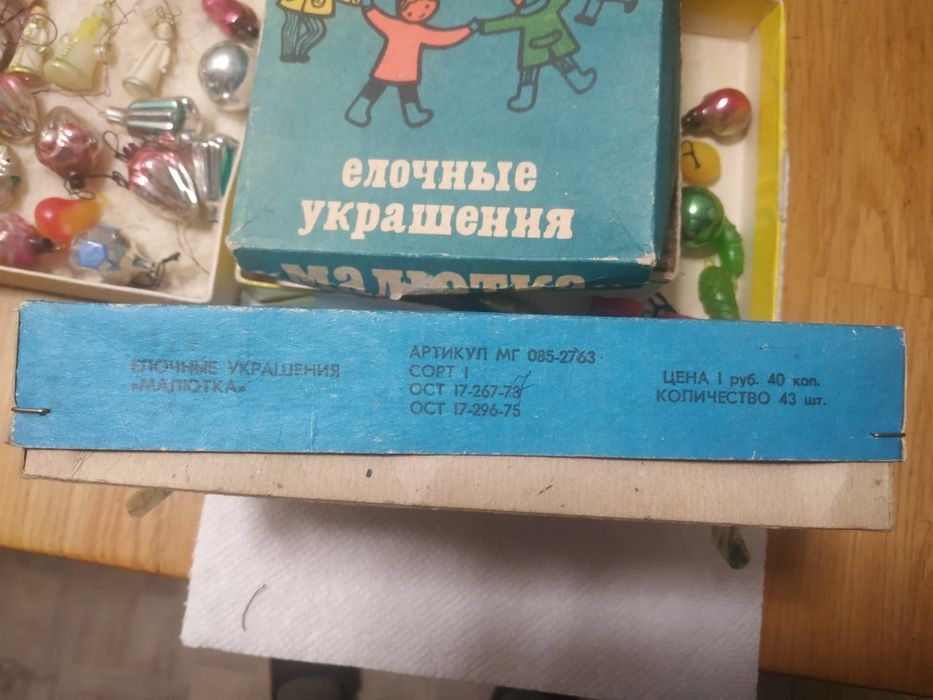 елочные
украшения
малютка
ЕЛОЧНЫЕ УКРАШЕНИЯ
«МАЛЮТКА»
АРТИКУЛ МГ 085-2763
СОРТ I
ОСТ 17-267-73
ОСТ 17-296-75
ЦЕНА I руб. 40 коп.
КОЛИЧЕСТВО 43 шт.